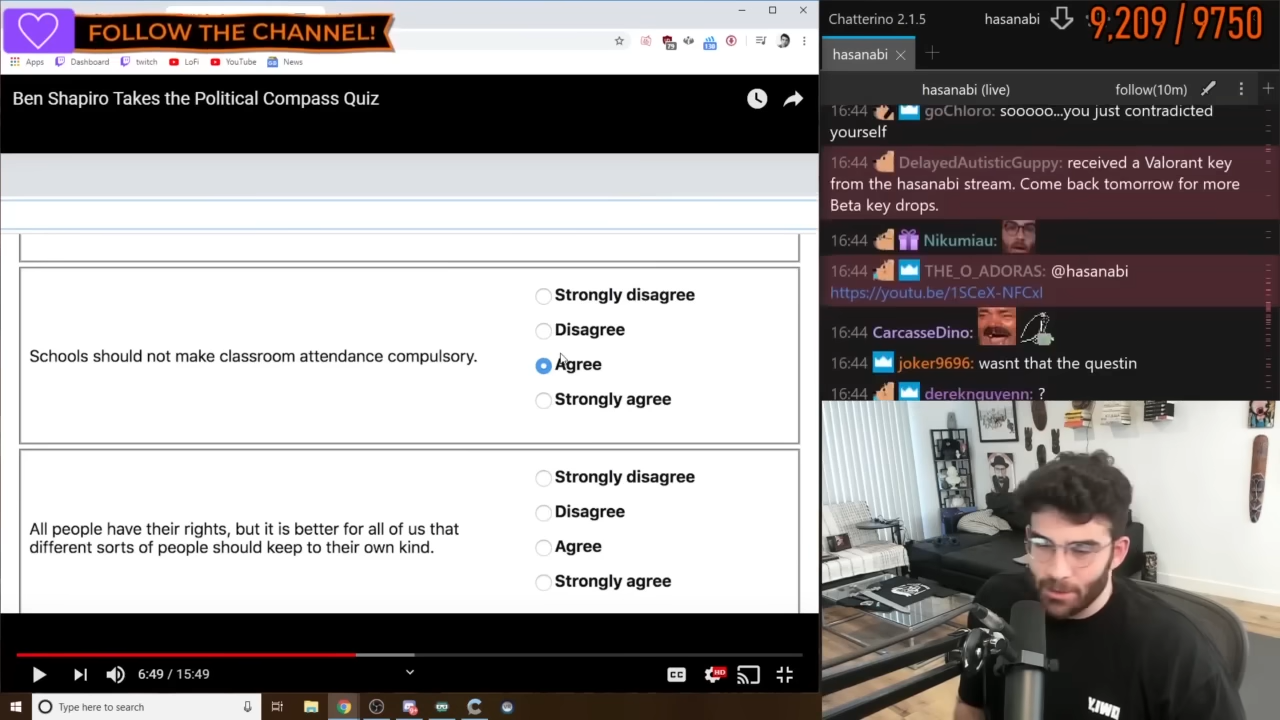 FOLLOW THE CHANNEL!
Apps
Dashboard
twitch
LoFi
YouTube
News
Ben Shapiro Takes the Political Compass Quiz
Strongly disagree
Disagree
Schools should not make classroom attendance compulsory.
Agree
Strongly agree
Strongly disagree
Disagree
All people have their rights, but it is better for all of us that
different sorts of people should keep to their own kind.
Agree
Strongly agree
6:49 / 15:49
CC
HD
Type here to search
Chatterino 2.1.5
hasanabi
9,209 / 9750
hasanabi
hasanabi (live)
follow(10m)
16:44 goChloro: sooooo...you just contradicted
yourself
16:44 DelayedAutisticGuppy: received a Valorant key
from the hasanabi stream. Come back tomorrow for more
Beta key drops.
16:44 Nikumiau:
16:44 THE_O_ADORAS: @hasanabi
https://youtu.be/1SCeX-NFCxI
16:44 CarcasseDino:
16:44 joker9696: wasnt that the questin
16:44 dereknguyenn: ?